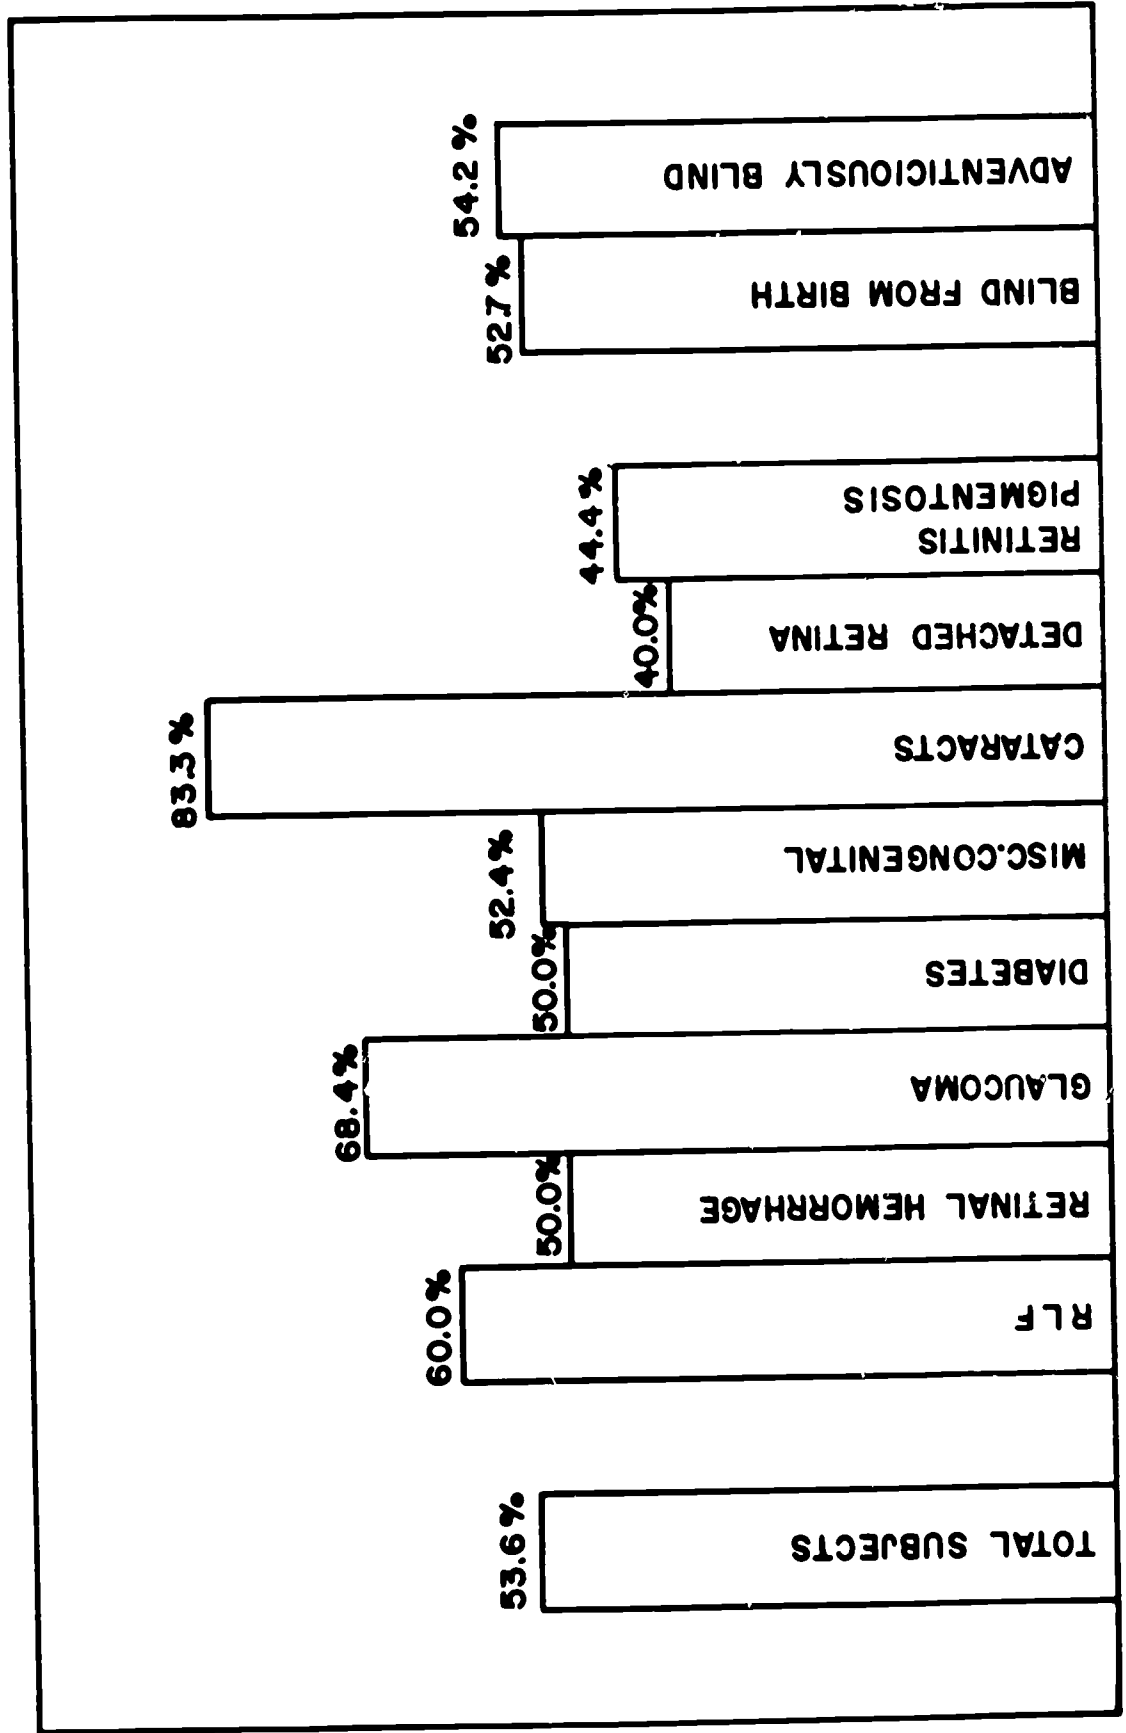 54.2%
ADVENTICIOUSLY BLIND
52.7%
BLIND FROM BIRTH
44.4%
RETINITIS
PIGMENTOSIS
40.0%
DETACHED RETINA
83.3%
CATARACTS
52.4%
MISC.CONGENITAL
50.0%
DIABETES
68.4%
GLAUCOMA
50.0%
RETINAL HEMORRHAGE
60.0%
RLF
53.6%
TOTAL SUBJECTS